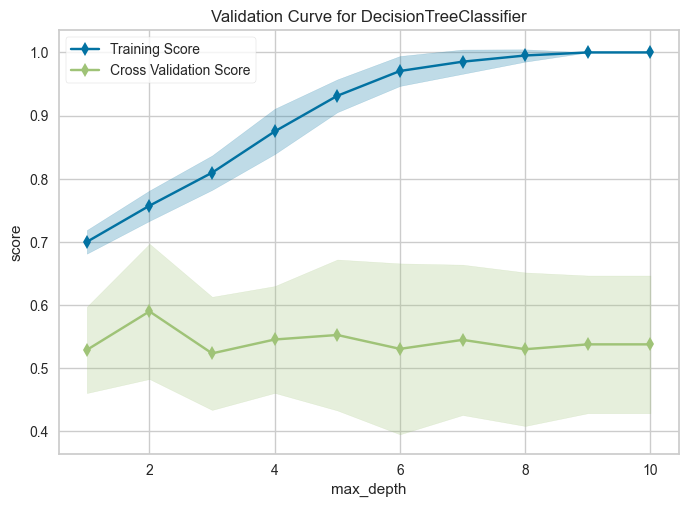 Validation Curve for DecisionTreeClassifier
Training Score
Cross Validation Score
score
1.0
0.9
0.8
0.7
0.6
0.5
0.4
2 4 6 8 10
max_depth